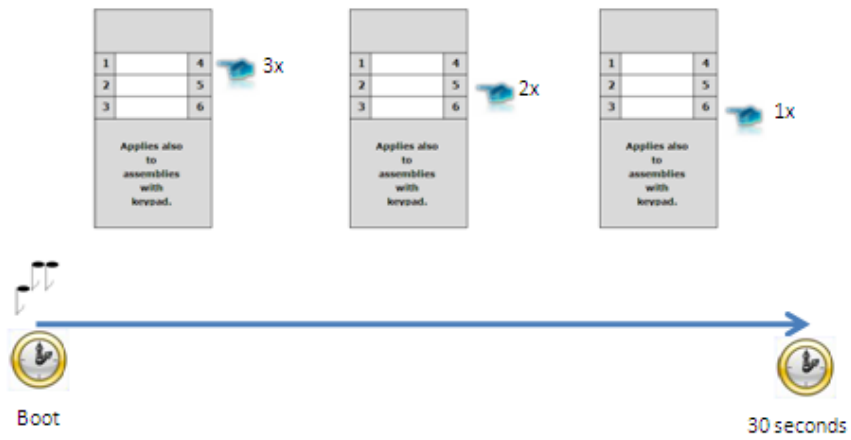 1 4
2 5
3 6
Applies also
to
assemblies
with
keypad.
3x
1 4
2 5
3 6
Applies also
to
assemblies
with
keypad.
2x
1 4
2 5
3 6
Applies also
to
assemblies
with
keypad.
1x
Boot
30 seconds